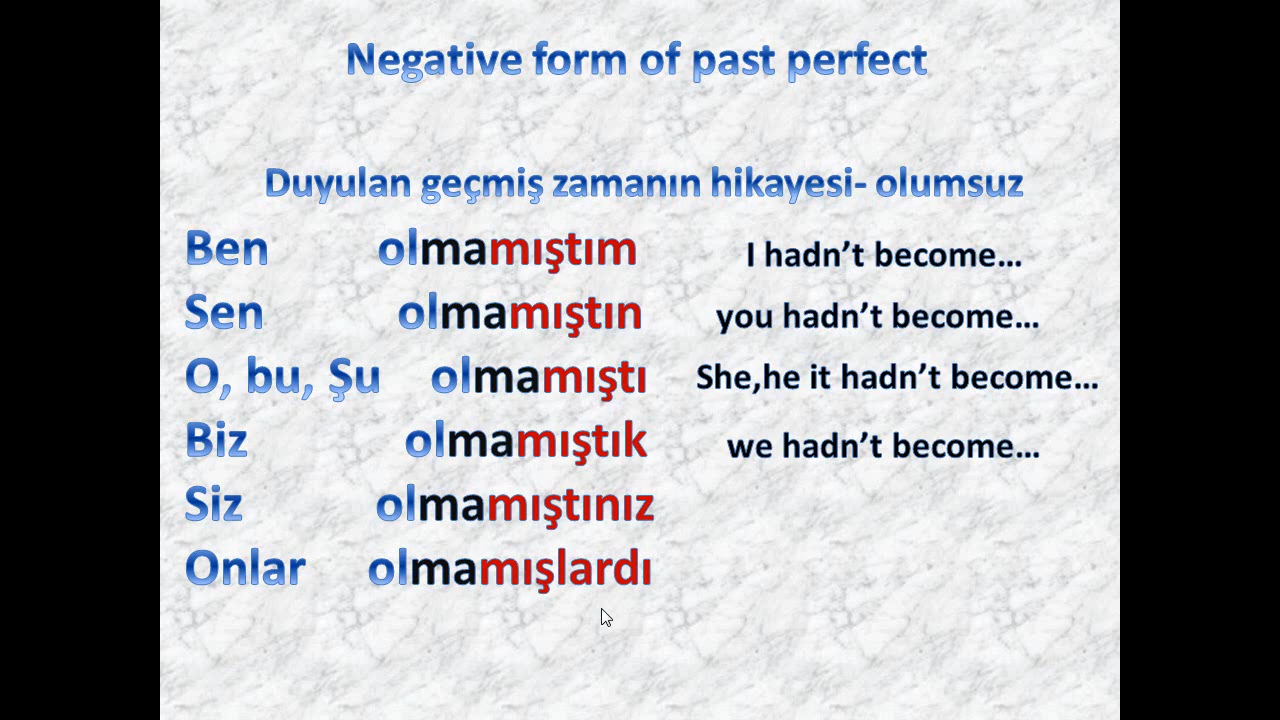 Negative form of past perfect
Duyulan geçmiş zamanın hikayesi- olumsuz
Ben olmamıştım I hadn’t become…
Sen olmamıştın you hadn’t become…
O, bu, Şu olmamıştı She,he it hadn’t become…
Biz olmamıştık we hadn’t become…
Siz olmamıştınız
Onlar olmamışlardı